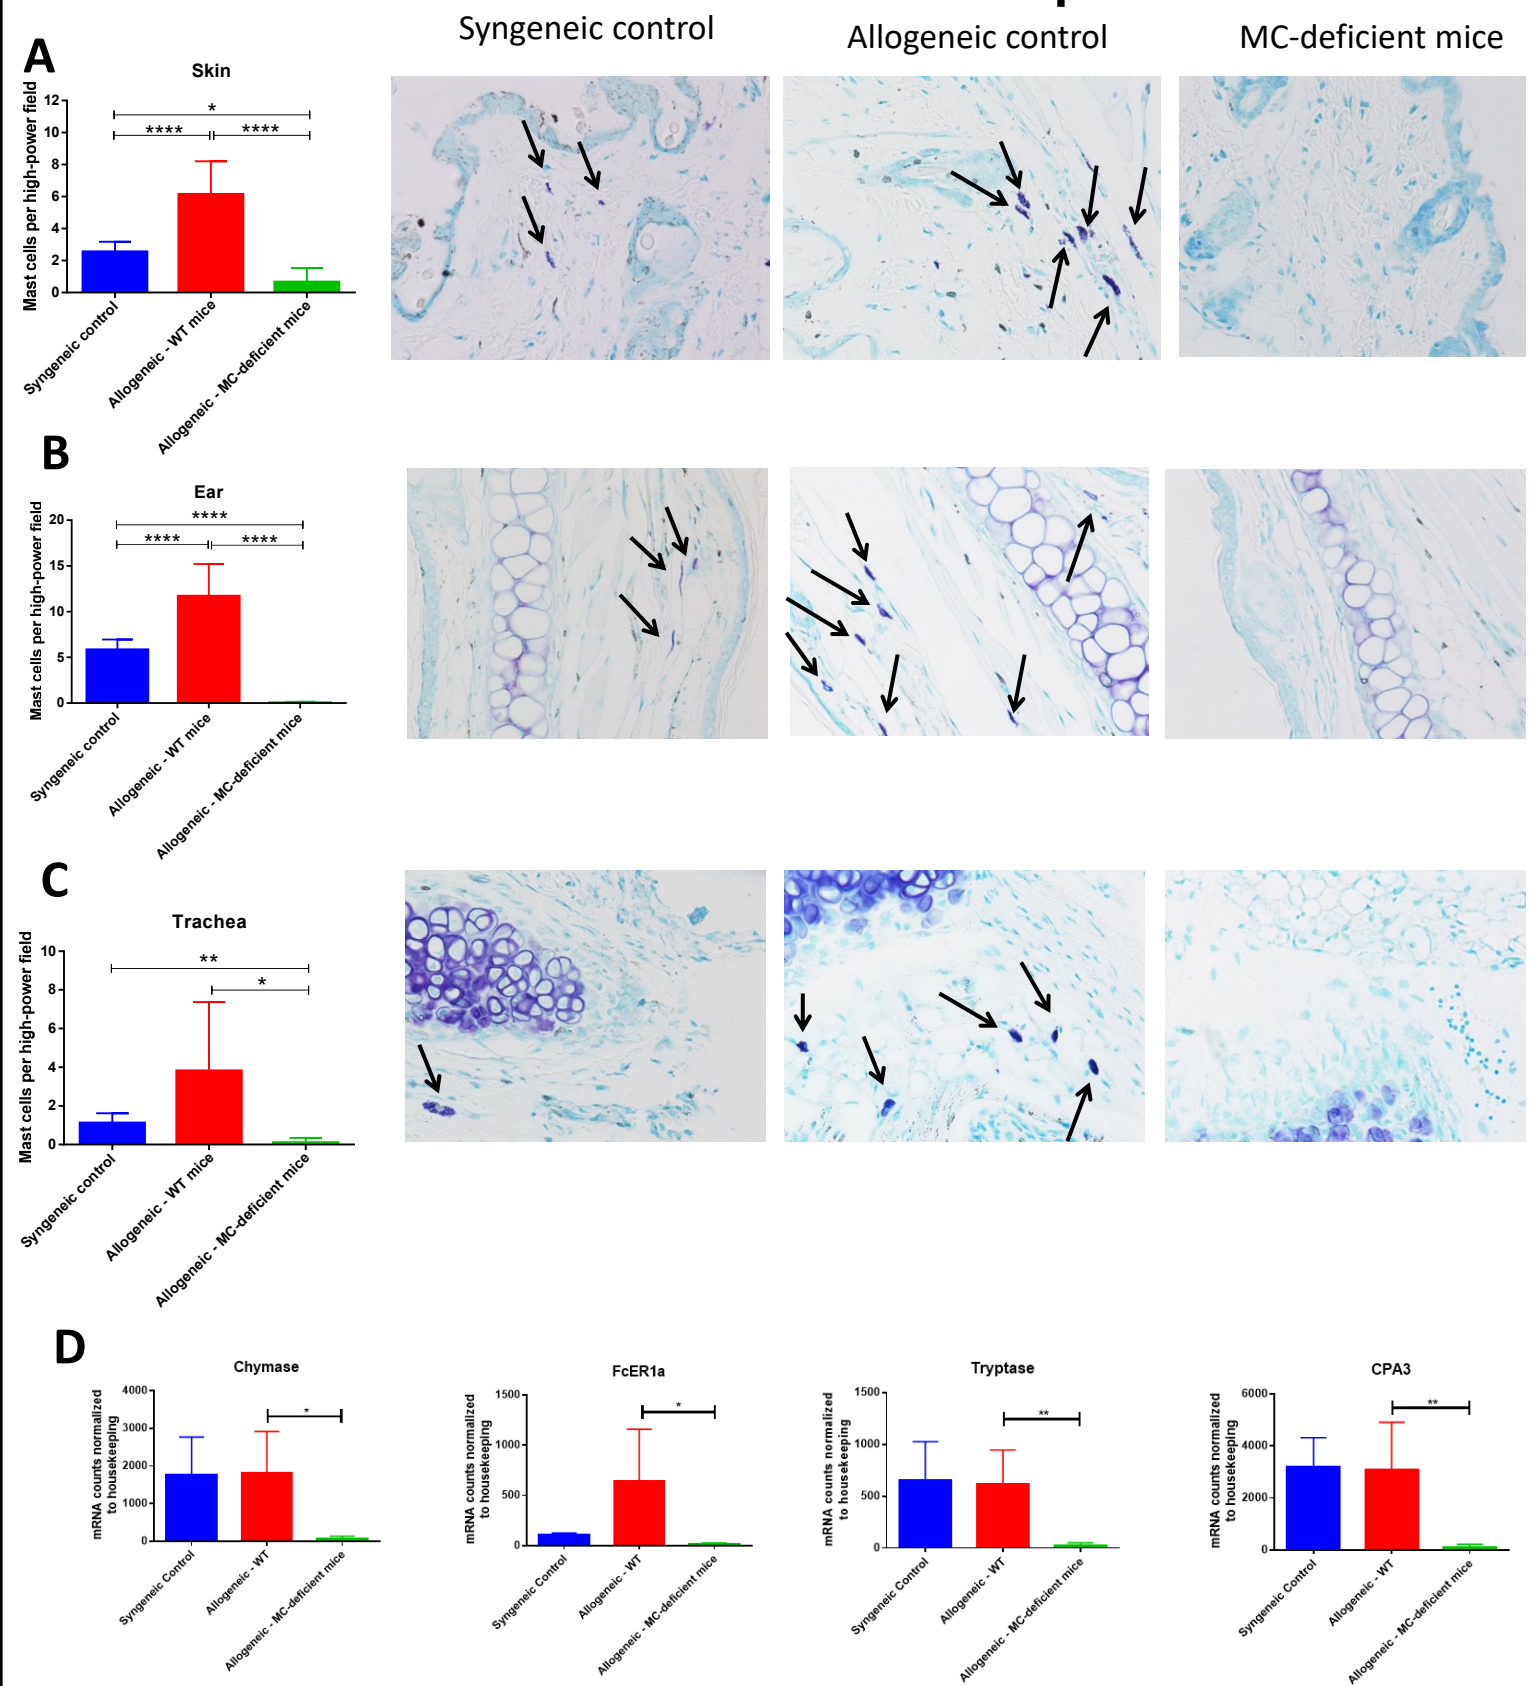 Syngeneic control
Allogeneic control
MC-deficient mice
A
Skin
Mast cells per high-power field
12
10
8
6
4
2
0
*
****
****
Syngeneic control
Allogeneic - WT mice
Allogeneic - MC-deficient mice
B
Ear
Mast cells per high-power field
20
15
10
5
0
****
****
****
Syngeneic control
Allogeneic - WT mice
Allogeneic - MC-deficient mice
C
Trachea
Mast cells per high-power field
10
8
6
4
2
0
**
*
Syngeneic control
Allogeneic - WT mice
Allogeneic - MC-deficient mice
D
Chymase
mRNA counts normalized
to housekeeping
4000
3000
2000
1000
0
*
Syngeneic Control
Allogeneic - WT
Allogeneic - MC-deficient mice
FcER1a
mRNA counts normalized
to housekeeping
1500
1000
500
0
*
Syngeneic Control
Allogeneic - WT
Allogeneic - MC-deficient mice
Tryptase
mRNA counts normalized
to housekeeping
1500
1000
500
0
**
Syngeneic Control
Allogeneic - WT
Allogeneic - MC-deficient mice
CPA3
mRNA counts normalized
to housekeeping
6000
4000
2000
0
**
Syngeneic Control
Allogeneic - WT
Allogeneic - MC-deficient mice